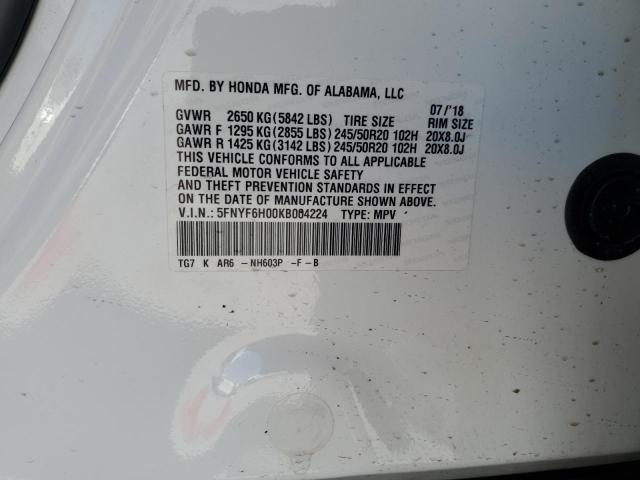 MFD. BY HONDA MFG. OF ALABAMA, LLC
07/'18
GVWR 2650 KG(5842 LBS) TIRE SIZE RIM SIZE
GAWR F 1295 KG(2855 LBS) 245/50R20 102H 20X8.0J
GAWR R 1425 KG(3142 LBS) 245/50R20 102H 20X8.0J
THIS VEHICLE CONFORMS TO ALL APPLICABLE
FEDERAL MOTOR VEHICLE SAFETY
AND THEFT PREVENTION STANDARDS IN EFFECT
ON THE DATE OF MANUFACTURE SHOWN ABOVE.
V.I.N.: 5FNYF6H00KB004224 TYPE: MPV
TG7 K AR6 -NH603P -F-B